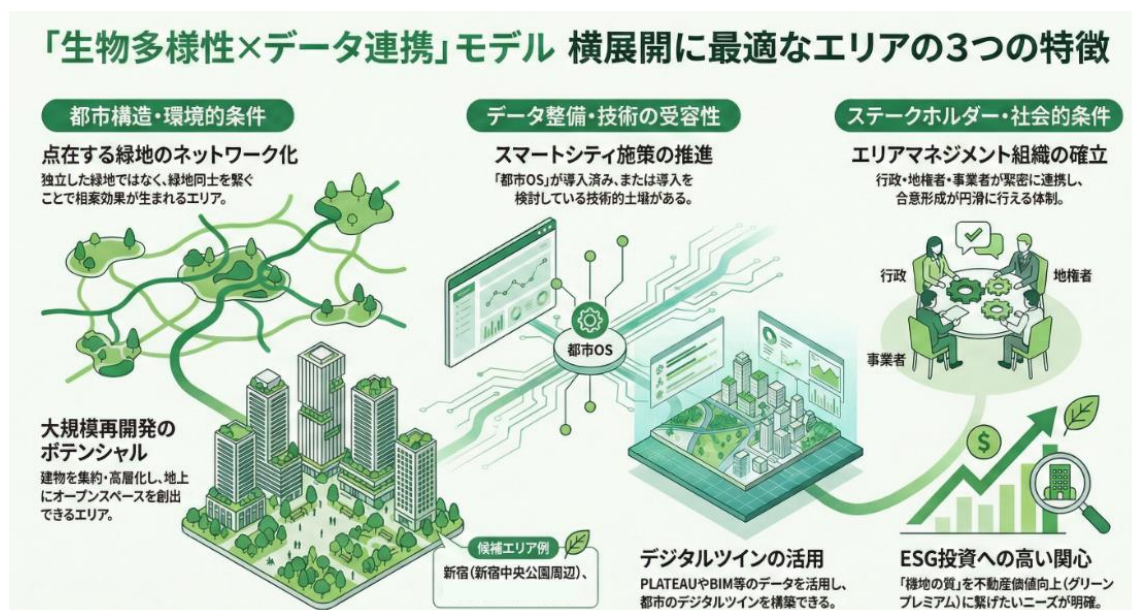 「生物多様性×データ連携」モデル 横展開に最適なエリアの3つの特徴
都市構造・環境的条件
点在する緑地のネットワーク化
独立した緑地ではなく、緑地同士を繋ぐ
ことで相案効果が生まれるエリア。
大規模再開発の
ポテンシャル
建物を集約・高層化し、地上
にオープンスペースを創出
できるエリア。
候補エリア例
新宿(新宿中央公園周辺)、
データ整備・技術の受容性
スマートシティ施策の推進
「都市OS」が導入済み、または導入を
検討している技術的土壌がある。
都市OS
デジタルツインの活用
PLATEAUやBIM等のデータを活用し、
都市のデジタルツインを構築できる。
ステークホルダー・社会的条件
エリアマネジメント組織の確立
行政・地権者・事業者が緊密に連携し、
合意形成が円滑に行える体制。
行政
地権者
事業者
$
ESG投資への高い関心
「機地の質」を不動産価値向上(グリーン
プレミアム)に繋げたいニーズが明確。